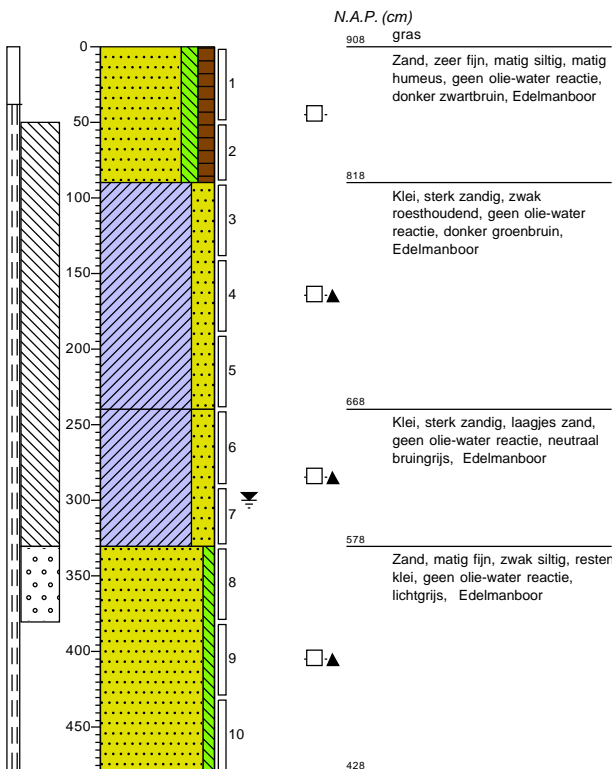 N.A.P. (cm)
908 gras
Zand, zeer fijn, matig siltig, matig
humeus, geen olie-water reactie,
donker zwartbruin, Edelmanboor
818
Klei, sterk zandig, zwak
roesthoudend, geen olie-water
reactie, donker groenbruin,
Edelmanboor
668
Klei, sterk zandig, laagjes zand,
geen olie-water reactie, neutraal
bruingrijs, Edelmanboor
578
Zand, matig fijn, zwak siltig, resten
klei, geen olie-water reactie,
lichtgrijs, Edelmanboor
428
0
50
100
150
200
250
300
350
400
450
1
2
3
4
5
6
7
8
9
10